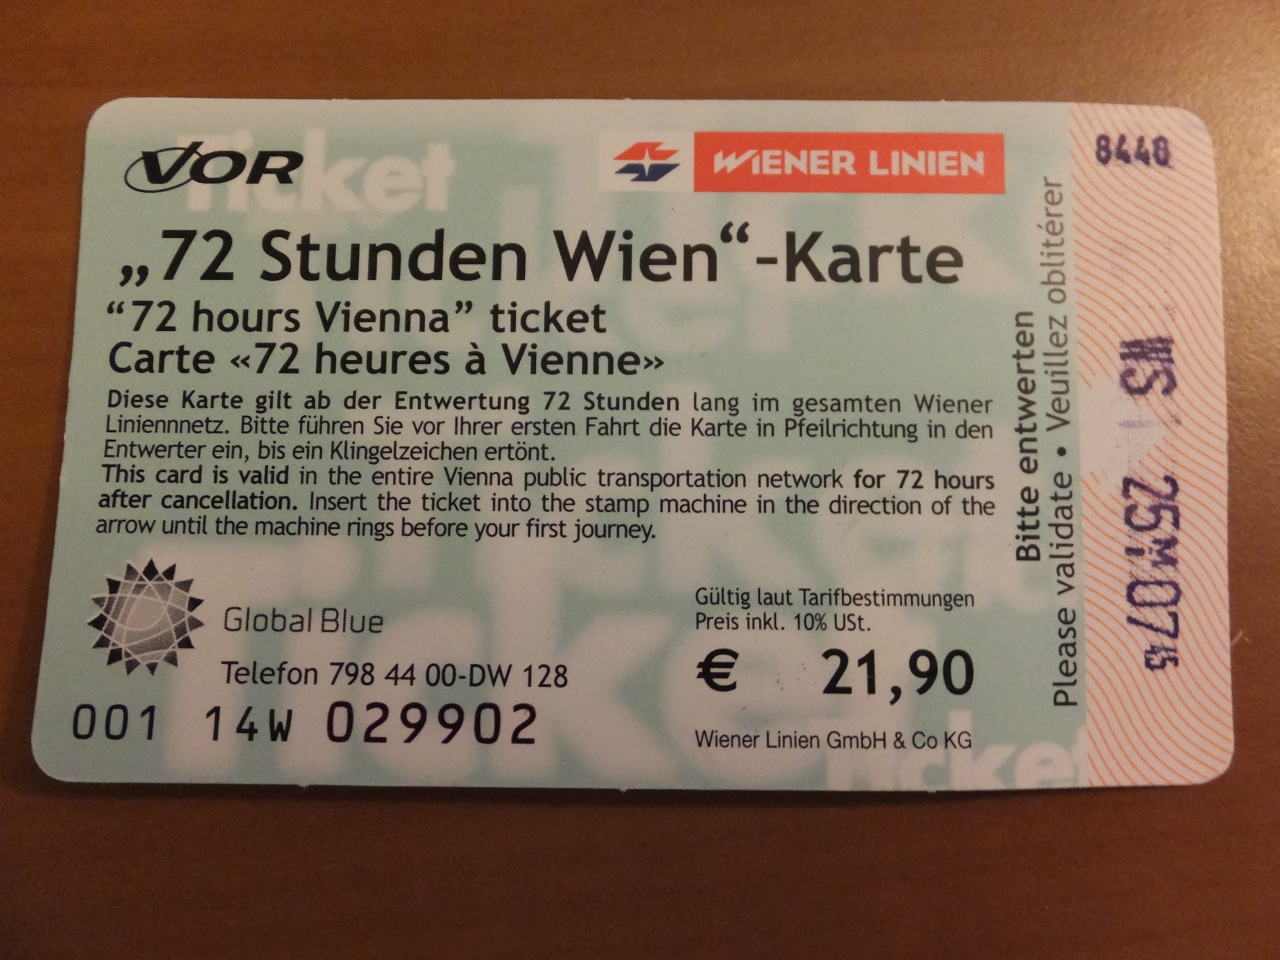 VOR
WIENER LINIEN
„72 Stunden Wien“-Karte
“72 hours Vienna” ticket
Carte «72 heures à Vienne»
Diese Karte gilt ab der Entwertung 72 Stunden lang im gesamten Wiener
Liniennnetz. Bitte führen Sie vor Ihrer ersten Fahrt die Karte in Pfeilrichtung in den
Entwerter ein, bis ein Klingelzeichen ertönt.
This card is valid in the entire Vienna public transportation network for 72 hours
after cancellation. Insert the ticket into the stamp machine in the direction of the
arrow until the machine rings before your first journey.
Global Blue
Telefon 798 44 00-DW 128
001 14W 029902
Gültig laut Tarifbestimmungen
Preis inkl. 10% USt.
€ 21,90
Wiener Linien GmbH & Co KG
Bitte entwerten
Please validate • Veuillez oblitérer
8448
Ticket
Ticket
Ticket